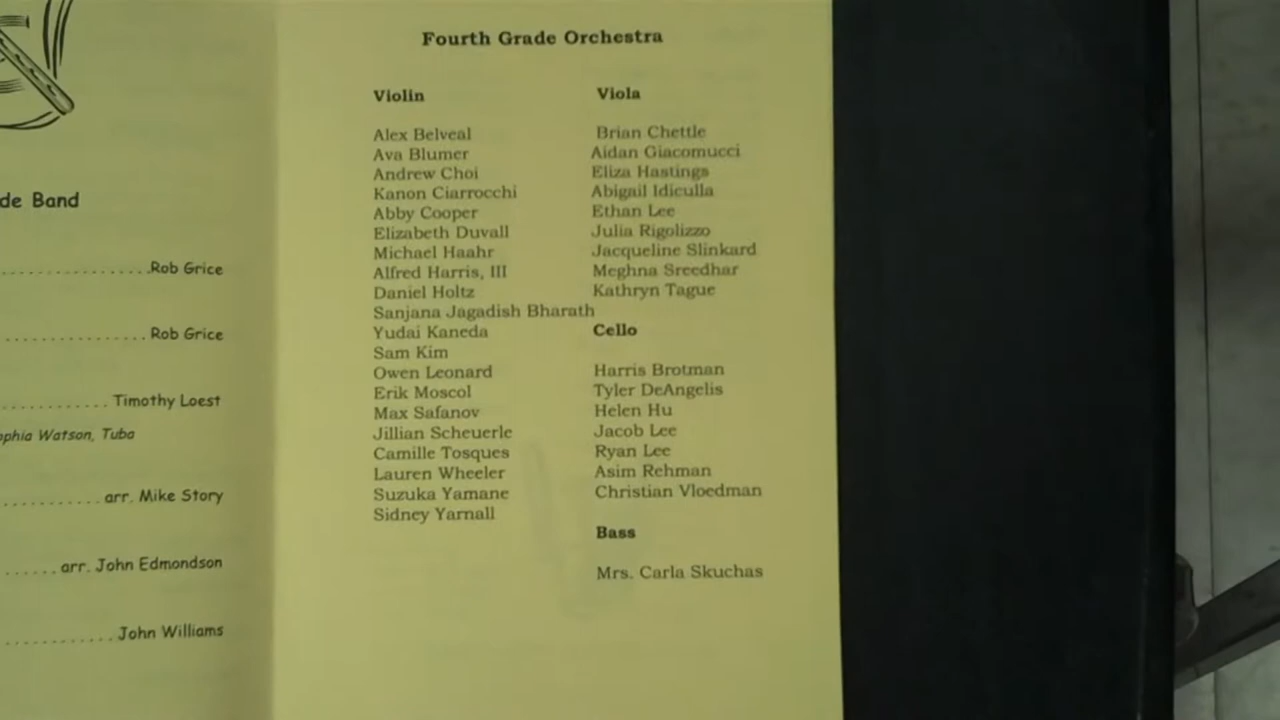 de Band
Rob Grice
Rob Grice
Timothy Loest
ophia Watson, Tuba
arr. Mike Story
arr. John Edmondson
John Williams
Fourth Grade Orchestra
Violin
Alex Belveal
Ava Blumer
Andrew Choi
Kanon Ciarrocchi
Abby Cooper
Elizabeth Duvall
Michael Haahr
Alfred Harris, III
Daniel Holtz
Sanjana Jagadish Bharath
Yudai Kaneda
Sam Kim
Owen Leonard
Erik Moscol
Max Safanov
Jillian Scheuerle
Camille Tosques
Lauren Wheeler
Suzuka Yamane
Sidney Yarnall
Viola
Brian Chettle
Aidan Giacomucci
Eliza Hastings
Abigail Idiculla
Ethan Lee
Julia Rigolizzo
Jacqueline Slinkard
Meghna Sreedhar
Kathryn Tague
Cello
Harris Brotman
Tyler DeAngelis
Helen Hu
Jacob Lee
Ryan Lee
Asim Rehman
Christian Vloedman
Bass
Mrs. Carla Skuchas